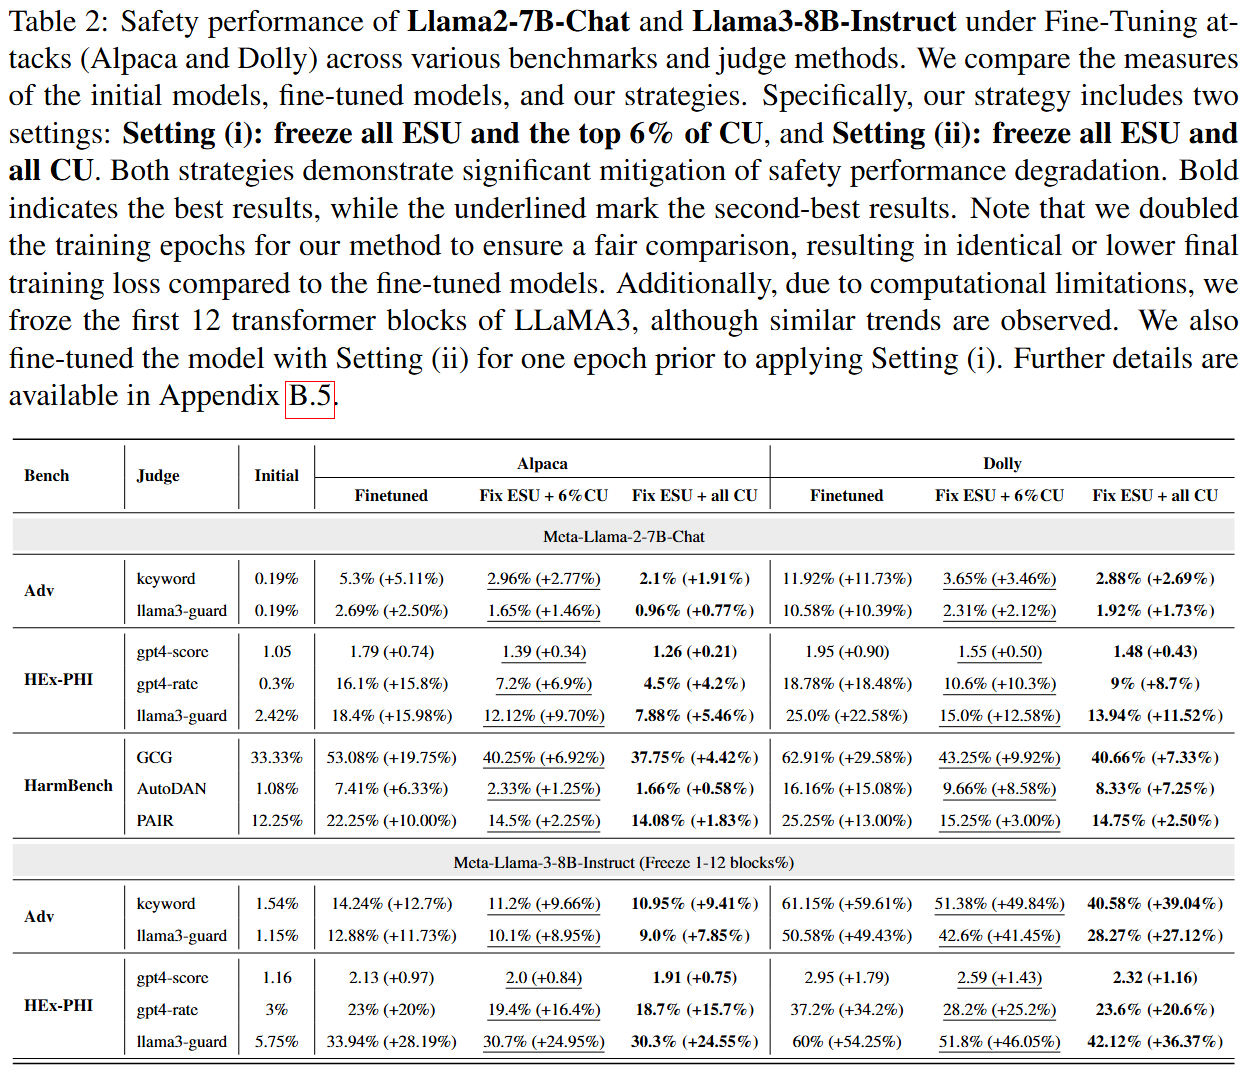 Table 2: Safety performance of Llama2-7B-Chat and Llama3-8B-Instruct under Fine-Tuning at-
tacks (Alpaca and Dolly) across various benchmarks and judge methods. We compare the measures
of the initial models, fine-tuned models, and our strategies. Specifically, our strategy includes two
settings: Setting (i): freeze all ESU and the top 6% of CU, and Setting (ii): freeze all ESU and
all CU. Both strategies demonstrate significant mitigation of safety performance degradation. Bold
indicates the best results, while the underlined mark the second-best results. Note that we doubled
the training epochs for our method to ensure a fair comparison, resulting in identical or lower final
training loss compared to the fine-tuned models. Additionally, due to computational limitations, we
froze the first 12 transformer blocks of LLaMA3, although similar trends are observed. We also
fine-tuned the model with Setting (ii) for one epoch prior to applying Setting (i). Further details are
available in Appendix B.5.
Bench Judge Initial Alpaca Dolly
Finetuned Fix ESU + 6%CU Fix ESU + all CU Finetuned Fix ESU + 6%CU Fix ESU + all CU
Meta-Llama-2-7B-Chat
Adv keyword 0.19% 5.3% (+5.11%) 2.96% (+2.77%) 2.1% (+1.91%) 11.92% (+11.73%) 3.65% (+3.46%) 2.88% (+2.69%)
llama3-guard 0.19% 2.69% (+2.50%) 1.65% (+1.46%) 0.96% (+0.77%) 10.58% (+10.39%) 2.31% (+2.12%) 1.92% (+1.73%)
HEx-PHI gpt4-score 1.05 1.79 (+0.74) 1.39 (+0.34) 1.26 (+0.21) 1.95 (+0.90) 1.55 (+0.50) 1.48 (+0.43)
gpt4-rate 0.3% 16.1% (+15.8%) 7.2% (+6.9%) 4.5% (+4.2%) 18.78% (+18.48%) 10.6% (+10.3%) 9% (+8.7%)
llama3-guard 2.42% 18.4% (+15.98%) 12.12% (+9.70%) 7.88% (+5.46%) 25.0% (+22.58%) 15.0% (+12.58%) 13.94% (+11.52%)
HarmBench GCG 33.33% 53.08% (+19.75%) 40.25% (+6.92%) 37.75% (+4.42%) 62.91% (+29.58%) 43.25% (+9.92%) 40.66% (+7.33%)
AutoDAN 1.08% 7.41% (+6.33%) 2.33% (+1.25%) 1.66% (+0.58%) 16.16% (+15.08%) 9.66% (+8.58%) 8.33% (+7.25%)
PAIR 12.25% 22.25% (+10.00%) 14.5% (+2.25%) 14.08% (+1.83%) 25.25% (+13.00%) 15.25% (+3.00%) 14.75% (+2.50%)
Meta-Llama-3-8B-Instruct (Freeze 1-12 blocks%)
Adv keyword 1.54% 14.24% (+12.7%) 11.2% (+9.66%) 10.95% (+9.41%) 61.15% (+59.61%) 51.38% (+49.84%) 40.58% (+39.04%)
llama3-guard 1.15% 12.88% (+11.73%) 10.1% (+8.95%) 9.0% (+7.85%) 50.58% (+49.43%) 42.6% (+41.45%) 28.27% (+27.12%)
HEx-PHI gpt4-score 1.16 2.13 (+0.97) 2.0 (+0.84) 1.91 (+0.75) 2.95 (+1.79) 2.59 (+1.43) 2.32 (+1.16)
gpt4-rate 3% 23% (+20%) 19.4% (+16.4%) 18.7% (+15.7%) 37.2% (+34.2%) 28.2% (+25.2%) 23.6% (+20.6%)
llama3-guard 5.75% 33.94% (+28.19%) 30.7% (+24.95%) 30.3% (+24.55%) 60% (+54.25%) 51.8% (+46.05%) 42.12% (+36.37%)